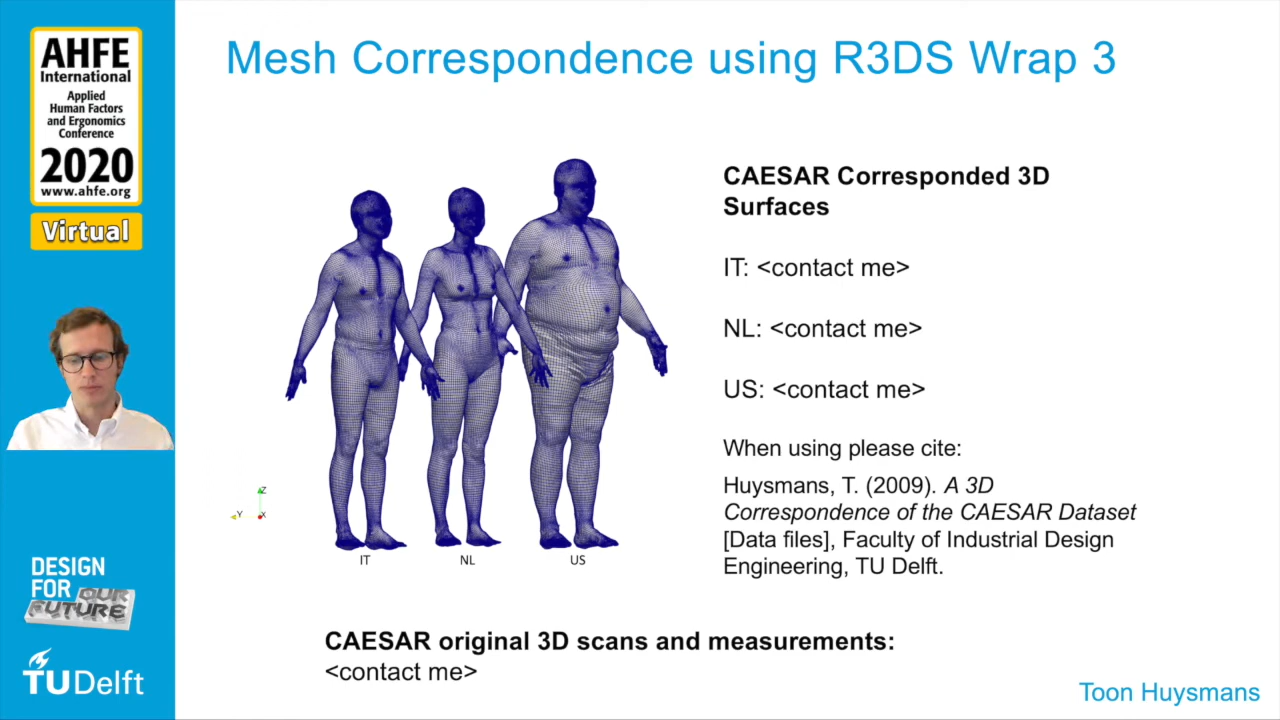 AHFE
International
Applied
Human Factors
and Ergonomics
Conference
2020
www.ahfe.org
Virtual
Mesh Correspondence using R3DS Wrap 3
CAESAR Corresponded 3D
Surfaces
IT: <contact me>
NL: <contact me>
US: <contact me>
When using please cite:
Huysmans, T. (2009). A 3D
Correspondence of the CAESAR Dataset
[Data files], Faculty of Industrial Design
Engineering, TU Delft.
Z
Y
X
IT
NL
US
DESIGN
FOR OUR
FUTURE
TU Delft
CAESAR original 3D scans and measurements:
<contact me>
Toon Huysmans